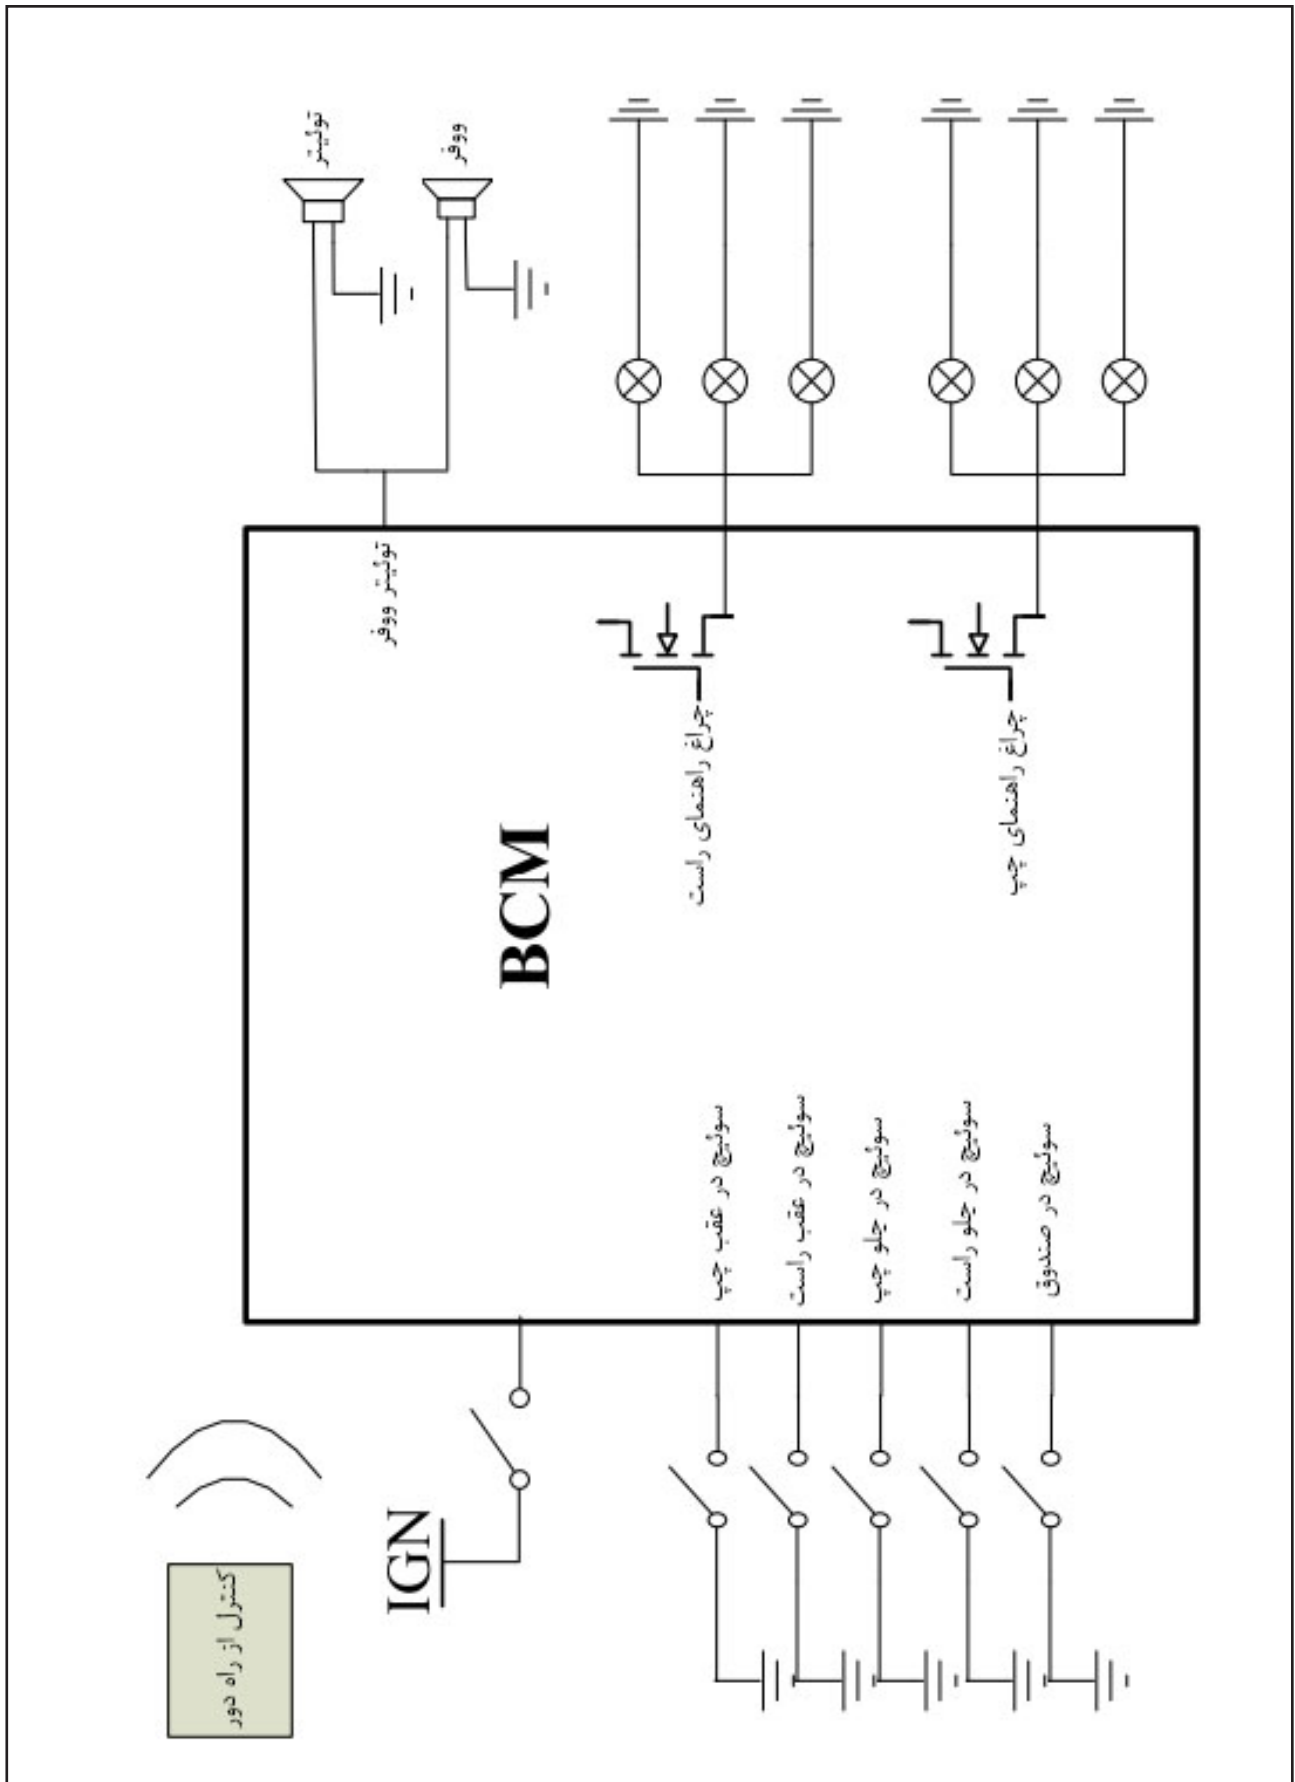 توئیتر
ووفر
توئیتر ووفر
چراغ راهنمای راست
چراغ راهنمای چپ
BCM
سوئیچ در عقب چپ
سوئیچ در عقب راست
سوئیچ در جلو چپ
سوئیچ در جلو راست
سوئیچ در صندوق
IGN
کنترل از راه دور